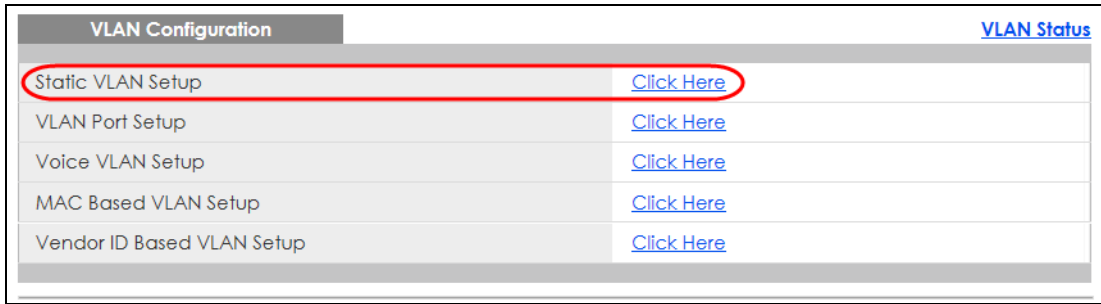 VLAN Configuration VLAN Status
Static VLAN Setup Click Here
VLAN Port Setup Click Here
Voice VLAN Setup Click Here
MAC Based VLAN Setup Click Here
Vendor ID Based VLAN Setup Click Here